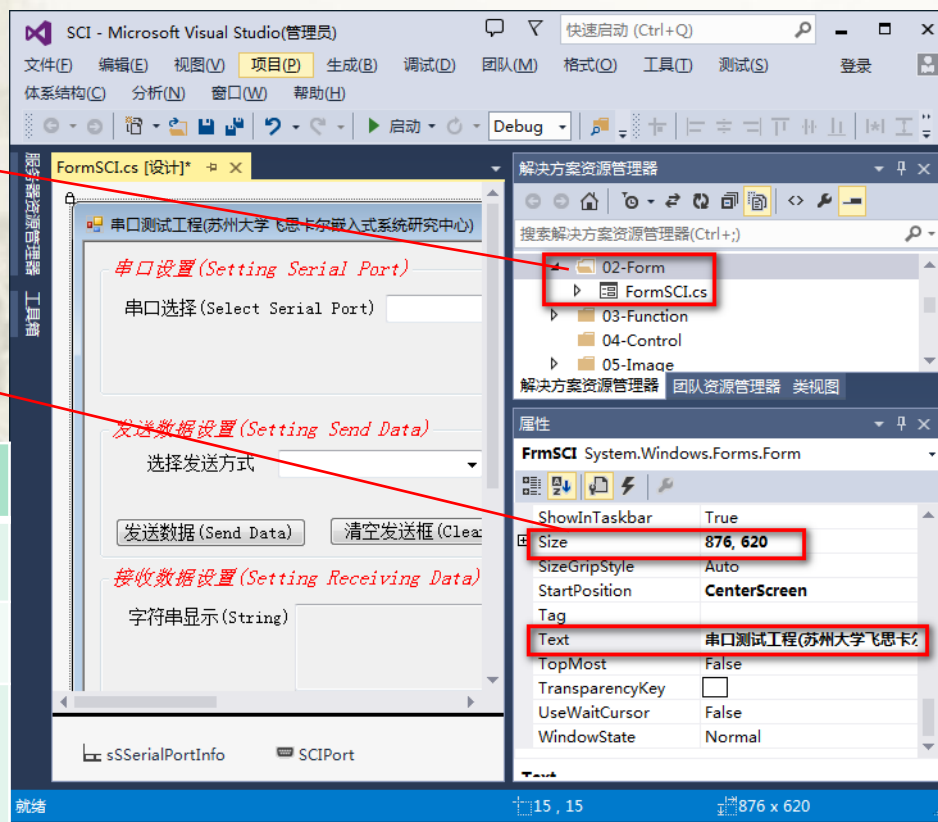 SCI - Microsoft Visual Studio(管理员)
快速启动 (Ctrl+Q)
文件(F) 编辑(E) 视图(V) 项目(P) 生成(B) 调试(D) 团队(M) 格式(O) 工具(T) 测试(S) 登录
体系结构(C) 分析(N) 窗口(W) 帮助(H)
启动 Debug
服务器资源管理器
工具箱
FormSCI.cs [设计]*
串口测试工程(苏州大学飞思卡尔嵌入式系统研究中心)
串口设置(Setting Serial Port)
串口选择(Select Serial Port)
发送数据设置(Setting Send Data)
选择发送方式
发送数据(Send Data) 清空发送框(Clear
接收数据设置(Setting Receiving Data)
字符串显示(String)
sSSerialPortInfo SCIPort
解决方案资源管理器
搜索解决方案资源管理器(Ctrl+;)
02-Form
FormSCI.cs
03-Function
04-Control
05-Image
解决方案资源管理器 团队资源管理器 类视图
属性
FrmSCI System.Windows.Forms.Form
ShowInTaskbar True
Size 876, 620
SizeGripStyle Auto
StartPosition CenterScreen
Tag
Text 串口测试工程(苏州大学飞思卡
TopMost False
TransparencyKey
UseWaitCursor False
WindowState Normal
Text
就绪 15 , 15 876 x 620